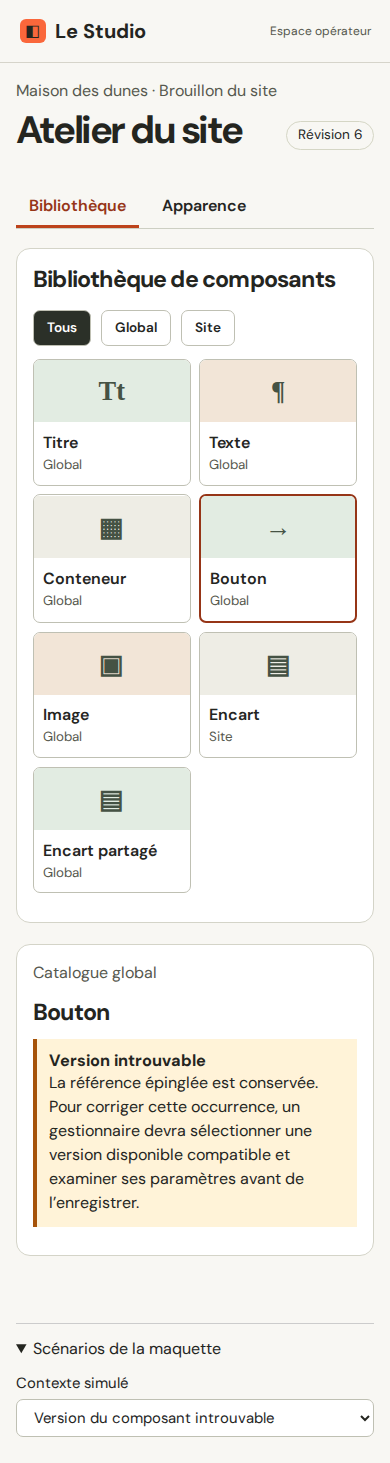 Le Studio
Espace opérateur
Maison des dunes · Brouillon du site
Atelier du site
Révision 6
Bibliothèque
Apparence
Bibliothèque de composants
Tous
Global
Site
Tt
¶
Titre
Global
Texte
Global
→
Conteneur
Global
Bouton
Global
Image
Global
Encart
Site
Encart partagé
Global
Catalogue global
Bouton
Version introuvable
La référence épinglée est conservée.
Pour corriger cette occurrence, un
gestionnaire devra sélectionner une
version disponible compatible et
examiner ses paramètres avant de
l’enregistrer.
▼ Scénarios de la maquette
Contexte simulé
Version du composant introuvable